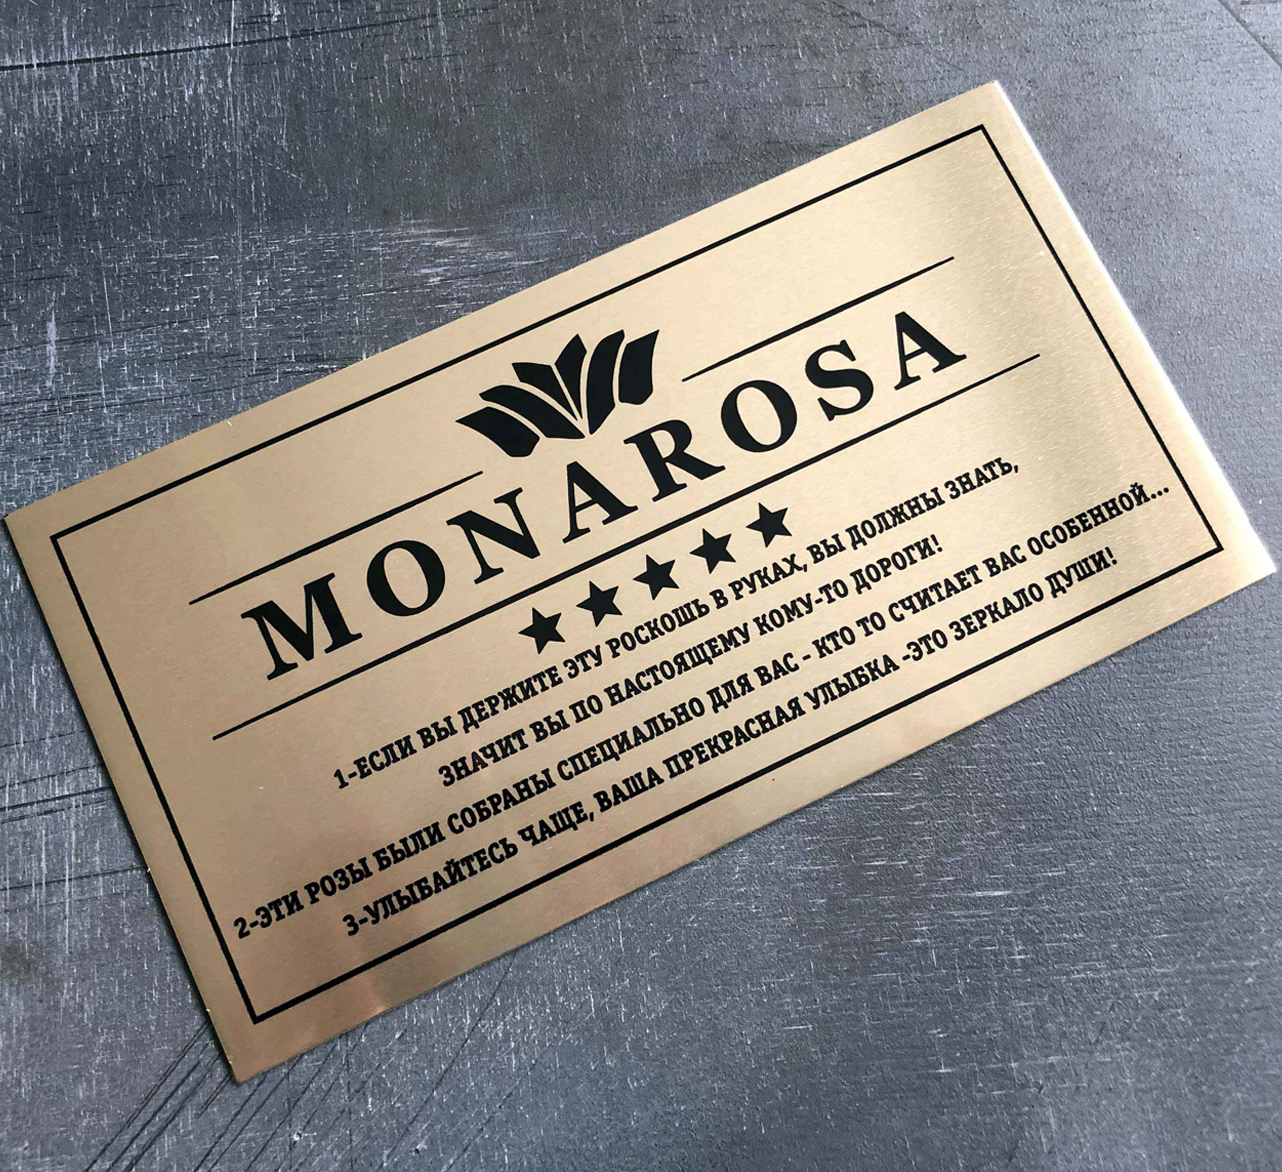 MONAROSA
1-ЕСЛИ ВЫ ДЕРЖИТЕ ЭТУ РОСКОШЬ В РУКАХ, ВЫ ДОЛЖНЫ ЗНАТЬ,
ЗНАЧИТ ВЫ ПО НАСТОЯЩЕМУ КОМУ-ТО ДОРОГИ!
2-ЭТИ РОЗЫ БЫЛИ СОБРАНЫ СПЕЦИАЛЬНО ДЛЯ ВАС - КТО ТО СЧИТАЕТ ВАС ОСОБЕННОЙ...
3-УЛЫБАЙТЕСЬ ЧАЩЕ, ВАША ПРЕКРАСНАЯ УЛЫБКА -ЭТО ЗЕРКАЛО ДУШИ!